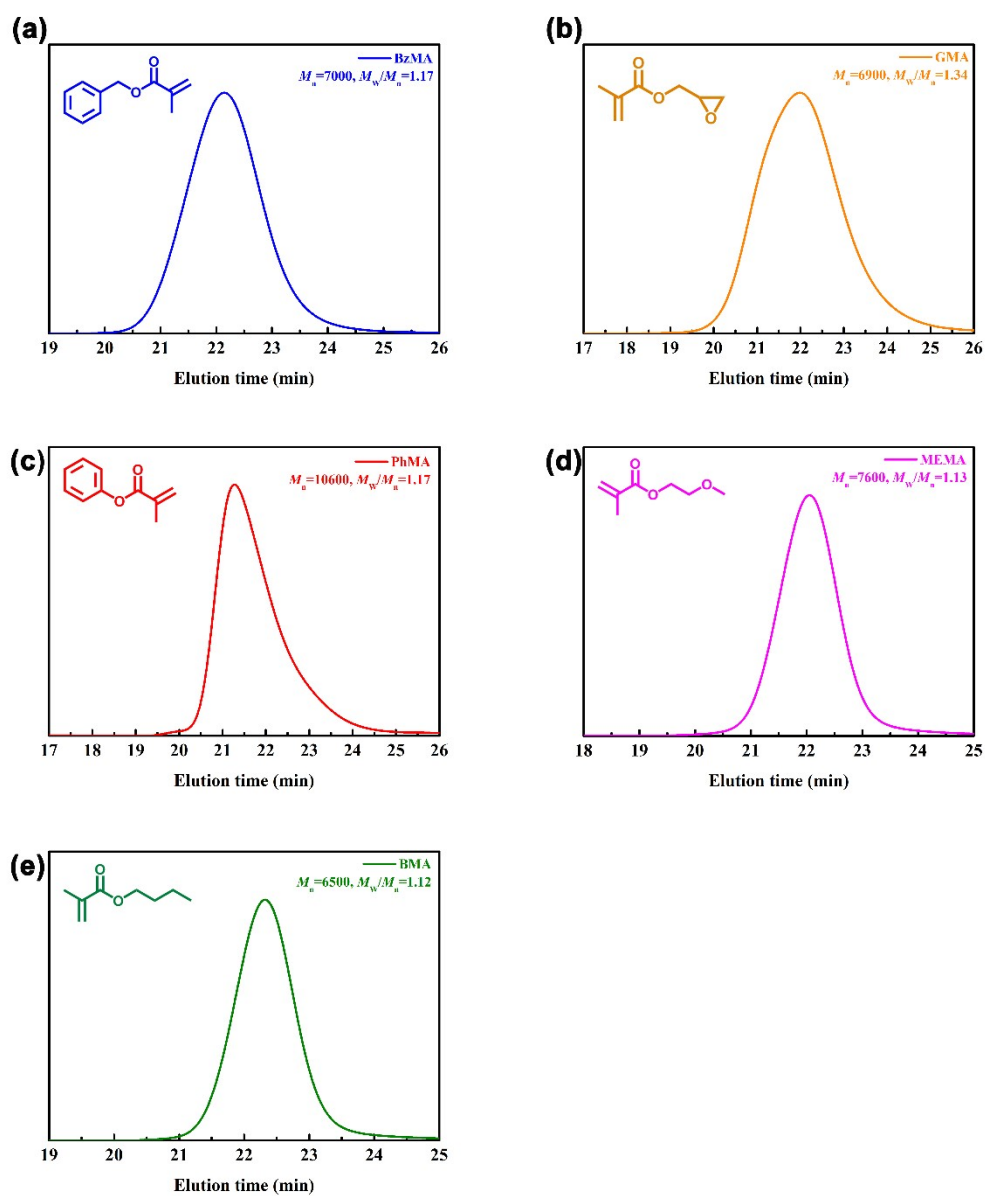 (a)
BzMA
Mn=7000, MW/Mn=1.17
O
O
19 20 21 22 23 24 25 26
Elution time (min)
(b)
GMA
Mn=6900, MW/Mn=1.34
O
O
O
17 18 19 20 21 22 23 24 25 26
Elution time (min)
(c)
PhMA
Mn=10600, MW/Mn=1.17
O
O
17 18 19 20 21 22 23 24 25 26
Elution time (min)
(d)
MEMA
Mn=7600, MW/Mn=1.13
O
O
O
18 19 20 21 22 23 24 25
Elution time (min)
(e)
BMA
Mn=6500, MW/Mn=1.12
O
O
19 20 21 22 23 24 25
Elution time (min)